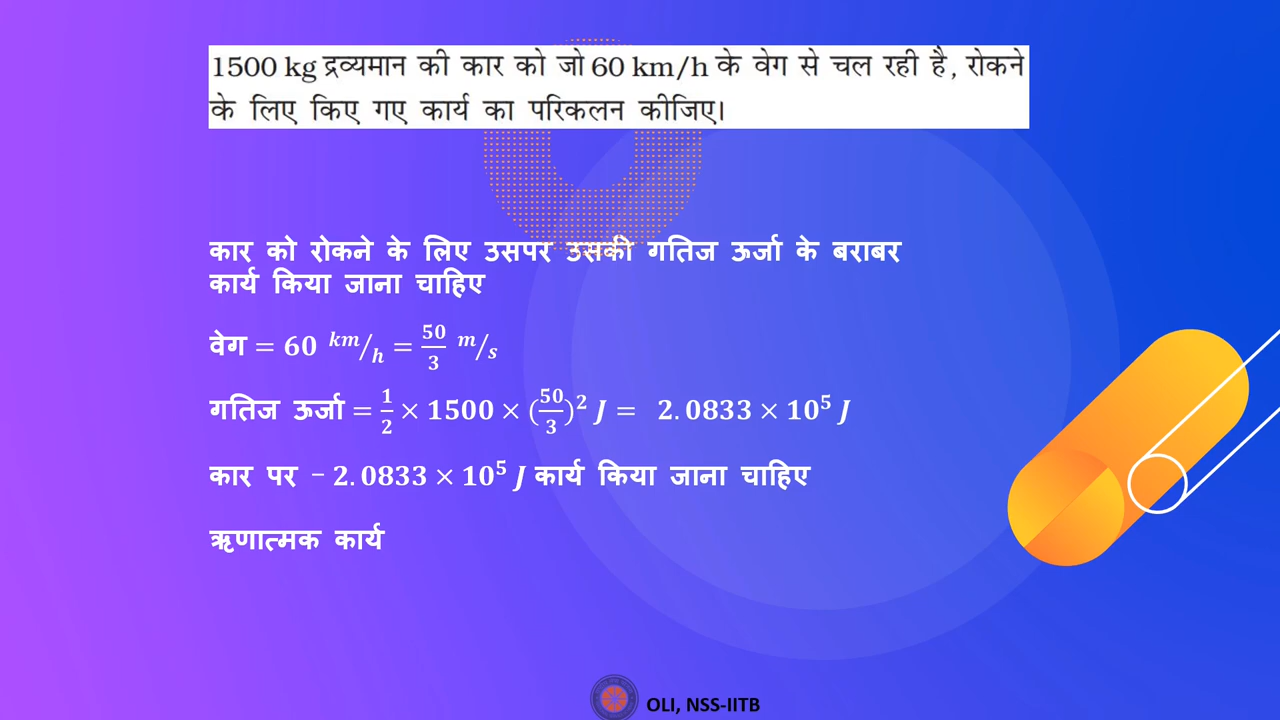 1500 kg द्रव्यमान की कार को जो 60 km/h के वेग से चल रही है, रोकने
के लिए किए गए कार्य का परिकलन कीजिए।
कार को रोकने के लिए उसपर उसकी गतिज ऊर्जा के बराबर
कार्य किया जाना चाहिए
वेग = 60 km/h = 50/3 m/s
गतिज ऊर्जा = 1/2 × 1500 × (50/3)² J = 2.0833 × 10⁵ J
कार पर − 2.0833 × 10⁵ J कार्य किया जाना चाहिए
ऋणात्मक कार्य
OLI, NSS-IITB